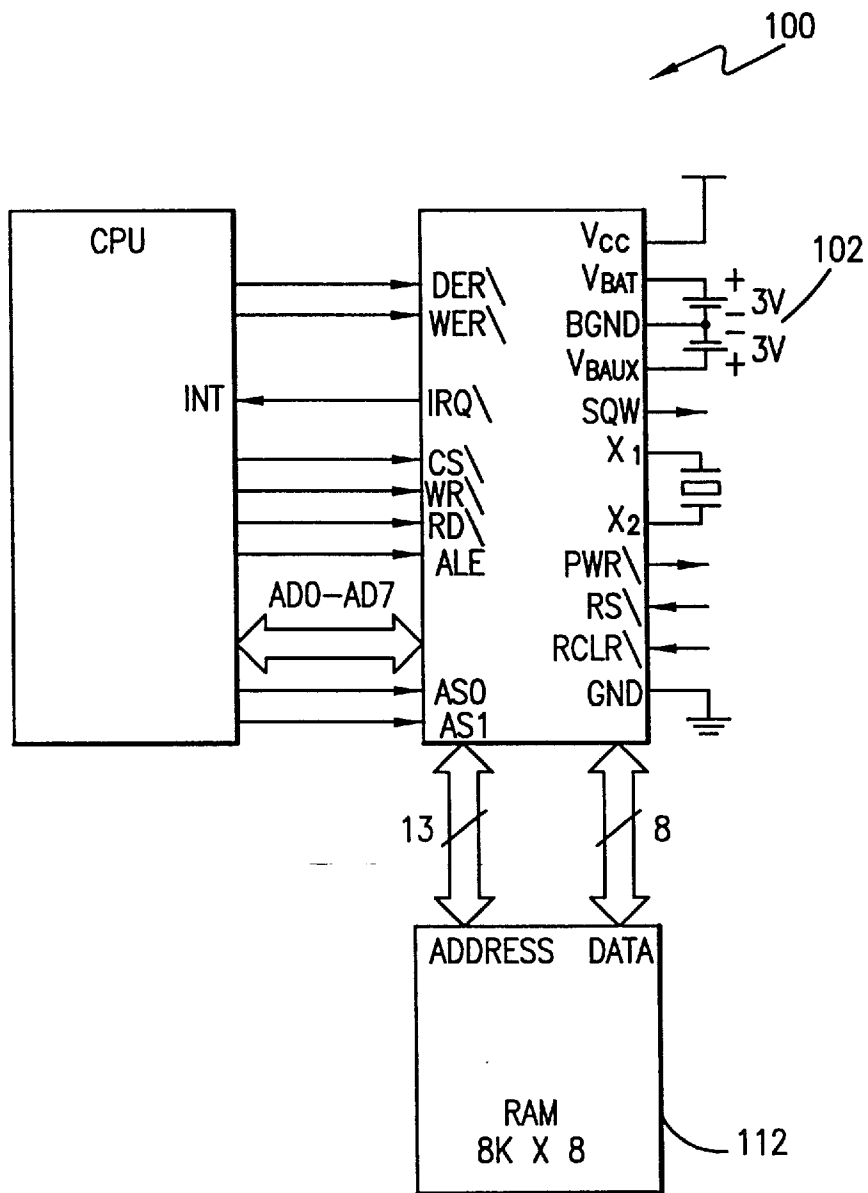 100
CPU
INT
DER\
WER\
IRQ\
CS\
WR\
RD\
ALE
AD0-AD7
AS0
AS1
VCC
VBAT
BGND
VBAUX
SQW
X1
X2
PWR\
RS\
RCLR\
GND
+
3V
-
-
3V
+
102
13
8
ADDRESS DATA
RAM
8K X 8
112